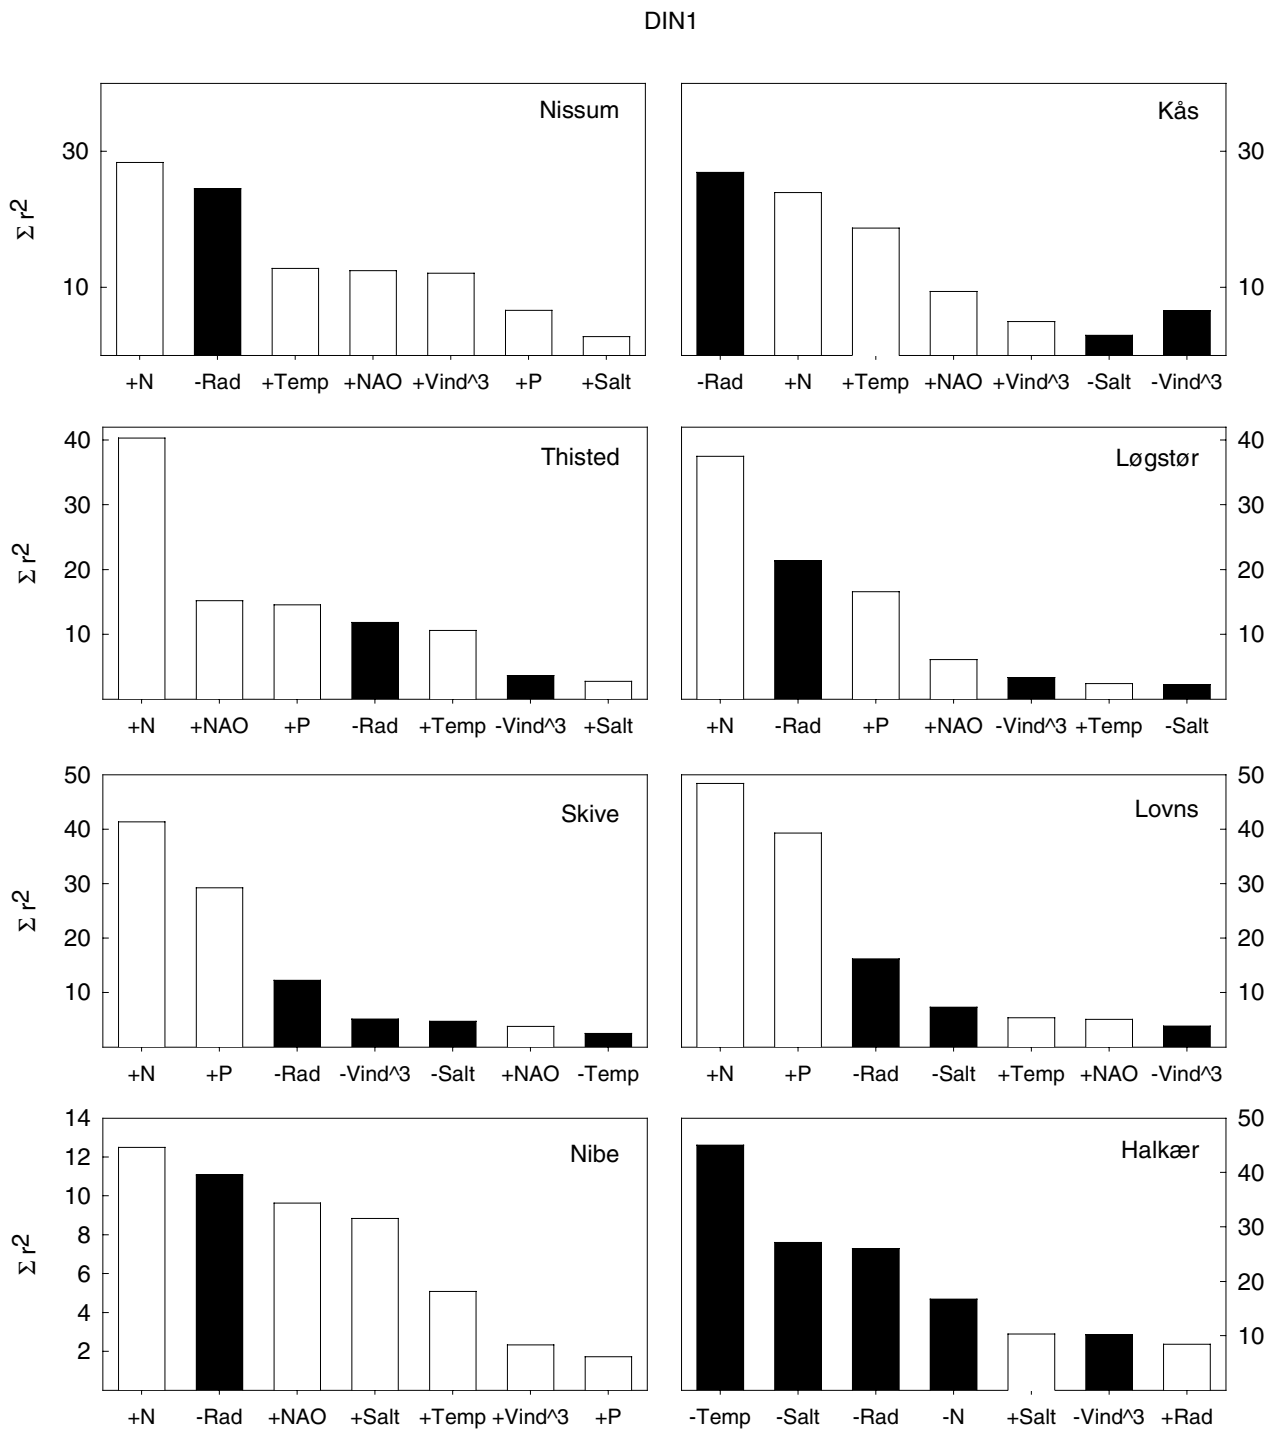 DIN1
Nissum
Kås
30
10
Σ r2
30
10
+N -Rad +Temp +NAO +Vind^3 +P +Salt
-Rad +N +Temp +NAO +Vind^3 -Salt -Vind^3
Thisted
Løgstør
40
30
20
10
Σ r2
40
30
20
10
+N +NAO +P -Rad +Temp -Vind^3 +Salt
+N -Rad +P +NAO -Vind^3 +Temp -Salt
Skive
Lovns
50
40
30
20
10
Σ r2
50
40
30
20
10
+N +P -Rad -Vind^3 -Salt +NAO -Temp
+N +P -Rad -Salt +Temp +NAO -Vind^3
Nibe
Halkær
14
12
10
8
6
4
2
Σ r2
50
40
30
20
10
+N -Rad +NAO +Salt +Temp +Vind^3 +P
-Temp -Salt -Rad -N +Salt -Vind^3 +Rad